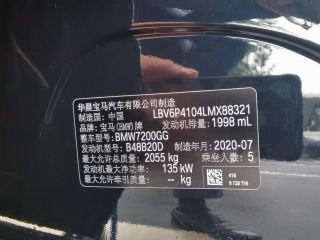 华晨宝马汽车有限公司制造
制造国：中国 LBV6P4104LMX88321
品牌：宝马(BMW)牌 发动机排量：1998 mL
整车型号：BMW7200GG
发动机型号：B48B20D 制造年月：2020-07
最大允许总质量：2055 kg 乘坐人数：5
发动机最大净功率：135 kW
最大允许牵引质量：-- kg
416